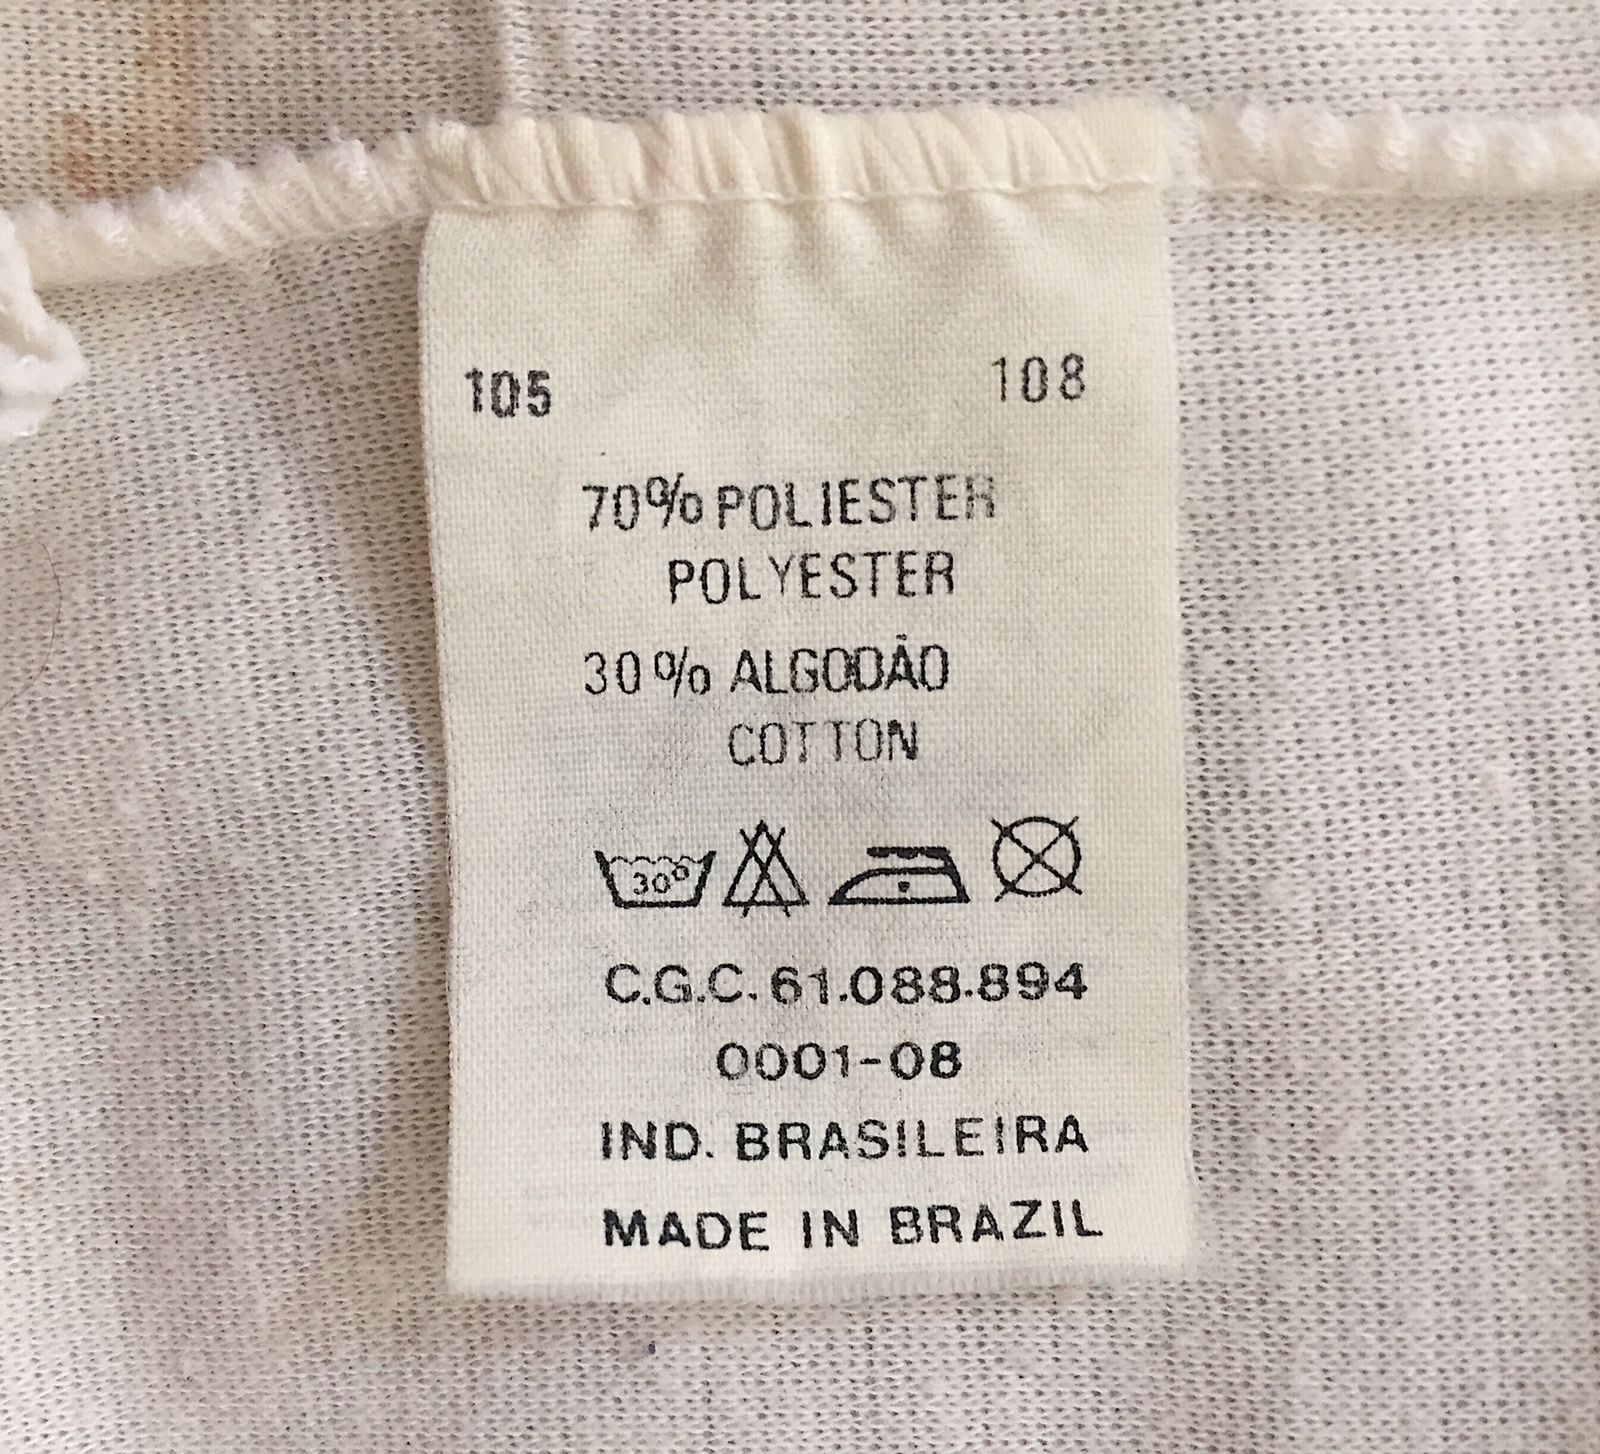 105 108
70% POLIESTER
POLYESTER
30% ALGODÃO
COTTON
30°
C.G.C. 61.088.894
0001-08
IND. BRASILEIRA
MADE IN BRAZIL